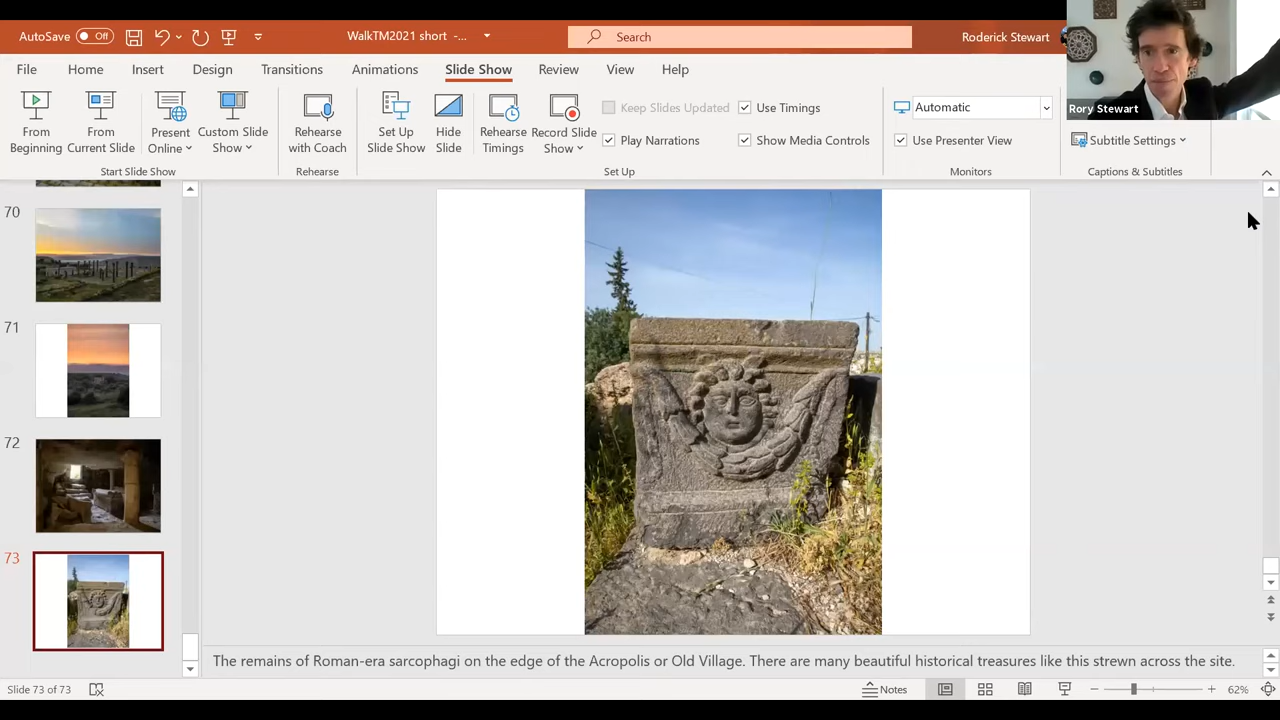 AutoSave Off
WalkTM2021 short -...
Search
Roderick Stewart
Rory Stewart
File Home Insert Design Transitions Animations Slide Show Review View Help
From Beginning
From Current Slide
Present Online
Custom Slide Show
Start Slide Show
Rehearse with Coach
Rehearse
Set Up Slide Show
Hide Slide
Rehearse Timings
Record Slide Show
Keep Slides Updated
Play Narrations
Use Timings
Show Media Controls
Set Up
Automatic
Use Presenter View
Monitors
Subtitle Settings
Captions & Subtitles
70
71
72
73
The remains of Roman-era sarcophagi on the edge of the Acropolis or Old Village. There are many beautiful historical treasures like this strewn across the site.
Slide 73 of 73
Notes
62%